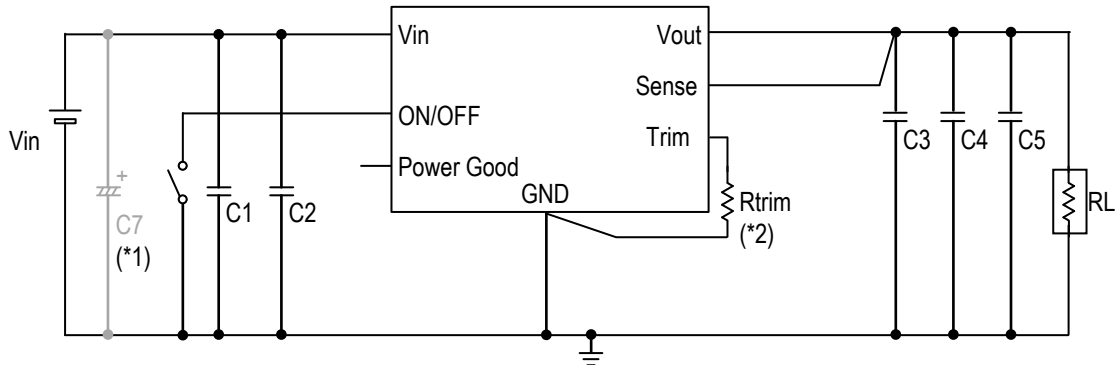 Vin
Vout
Sense
ON/OFF
Trim
Power Good
GND
Vin
+
C7
(*1)
C1
C2
Rtrim
(*2)
C3
C4
C5
RL